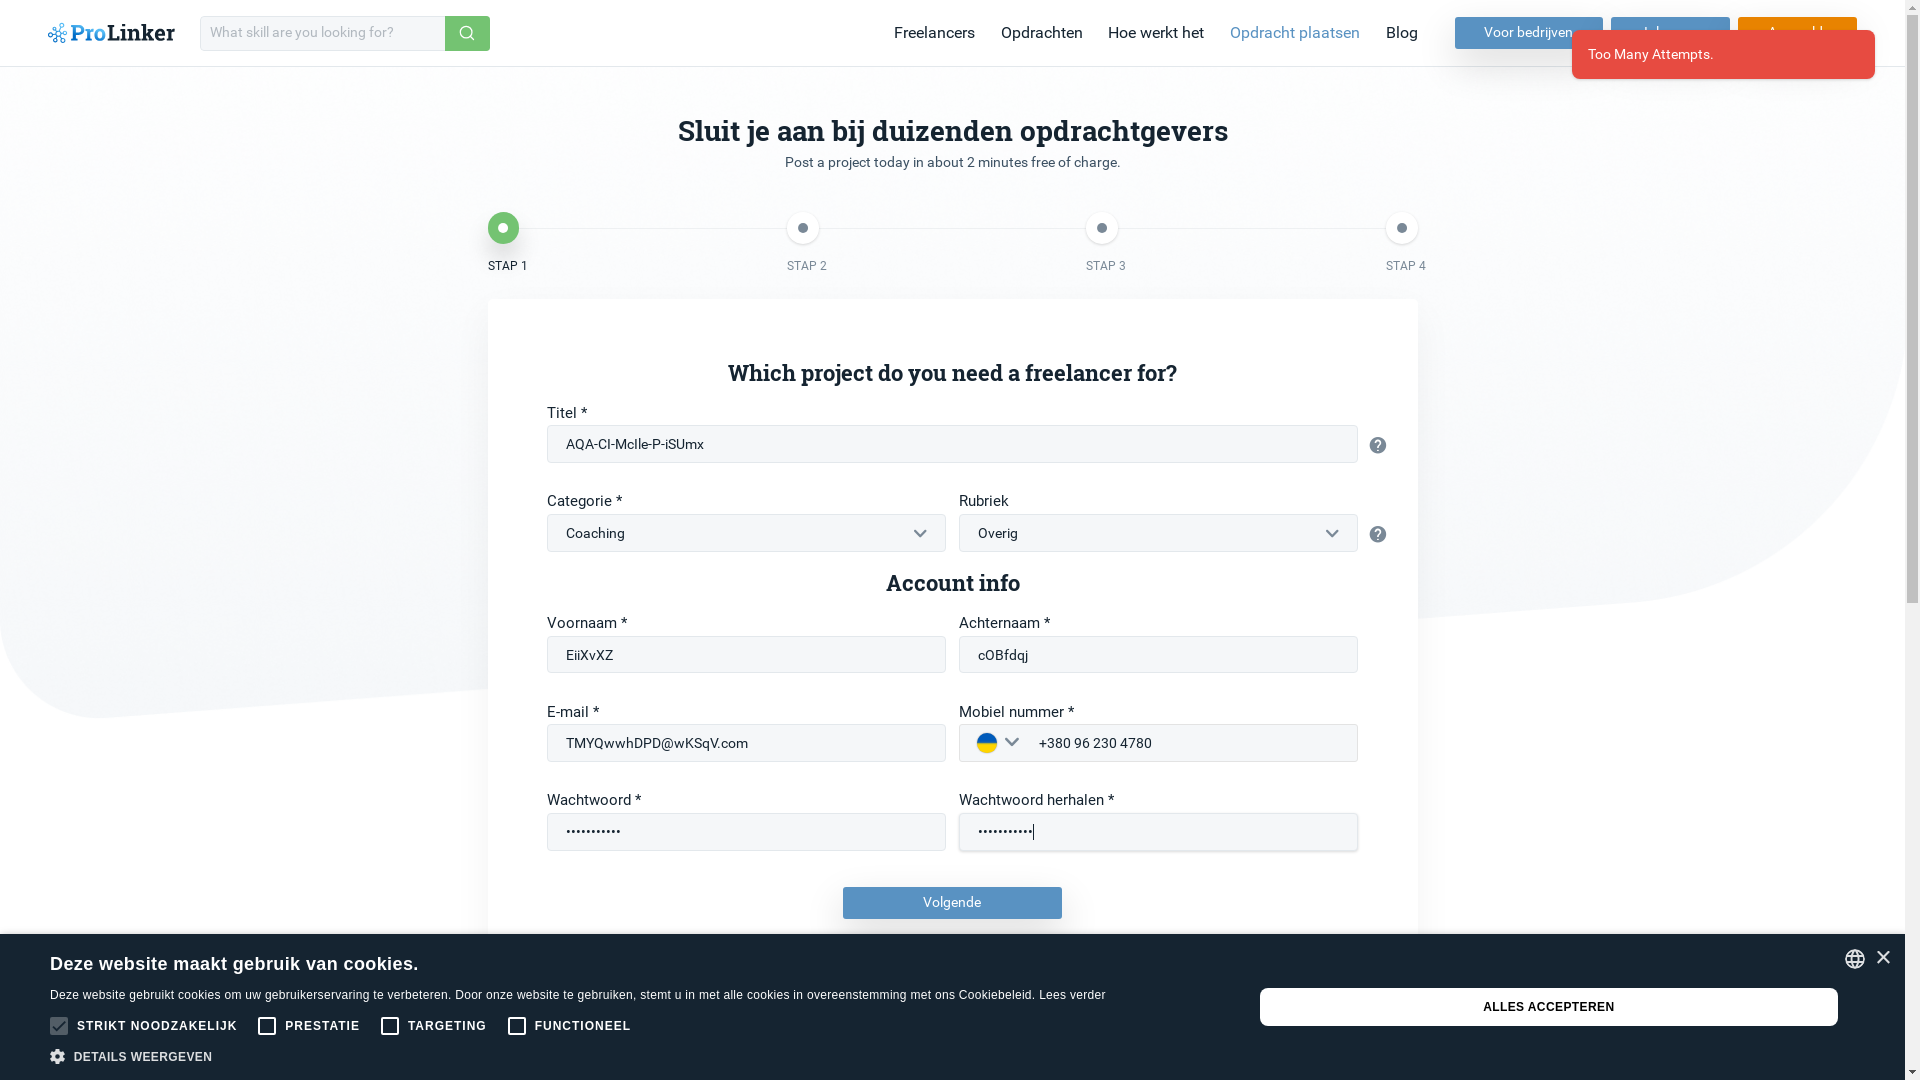 ProLinker
What skill are you looking for?
Freelancers
Opdrachten
Hoe werkt het
Opdracht plaatsen
Blog
Voor bedrijven
Too Many Attempts.
Sluit je aan bij duizenden opdrachtgevers
Post a project today in about 2 minutes free of charge.
STAP 1
STAP 2
STAP 3
STAP 4
Which project do you need a freelancer for?
Titel *
AQA-CI-McIle-P-iSUmx
Categorie *
Rubriek
Coaching
Overig
Account info
Voornaam *
Achternaam *
EiiXvXZ
cOBfdqj
E-mail *
Mobiel nummer *
TMYQwwhDPD@wKSqV.com
+380 96 230 4780
Wachtwoord *
Wachtwoord herhalen *
•••••••••••
•••••••••••
Volgende
Deze website maakt gebruik van cookies.
Deze website gebruikt cookies om uw gebruikerservaring te verbeteren. Door onze website te gebruiken, stemt u in met alle cookies in overeenstemming met ons Cookiebeleid. Lees verder
STRIKT NOODZAKELIJK
PRESTATIE
TARGETING
FUNCTIONEEL
ALLES ACCEPTEREN
DETAILS WEERGEVEN